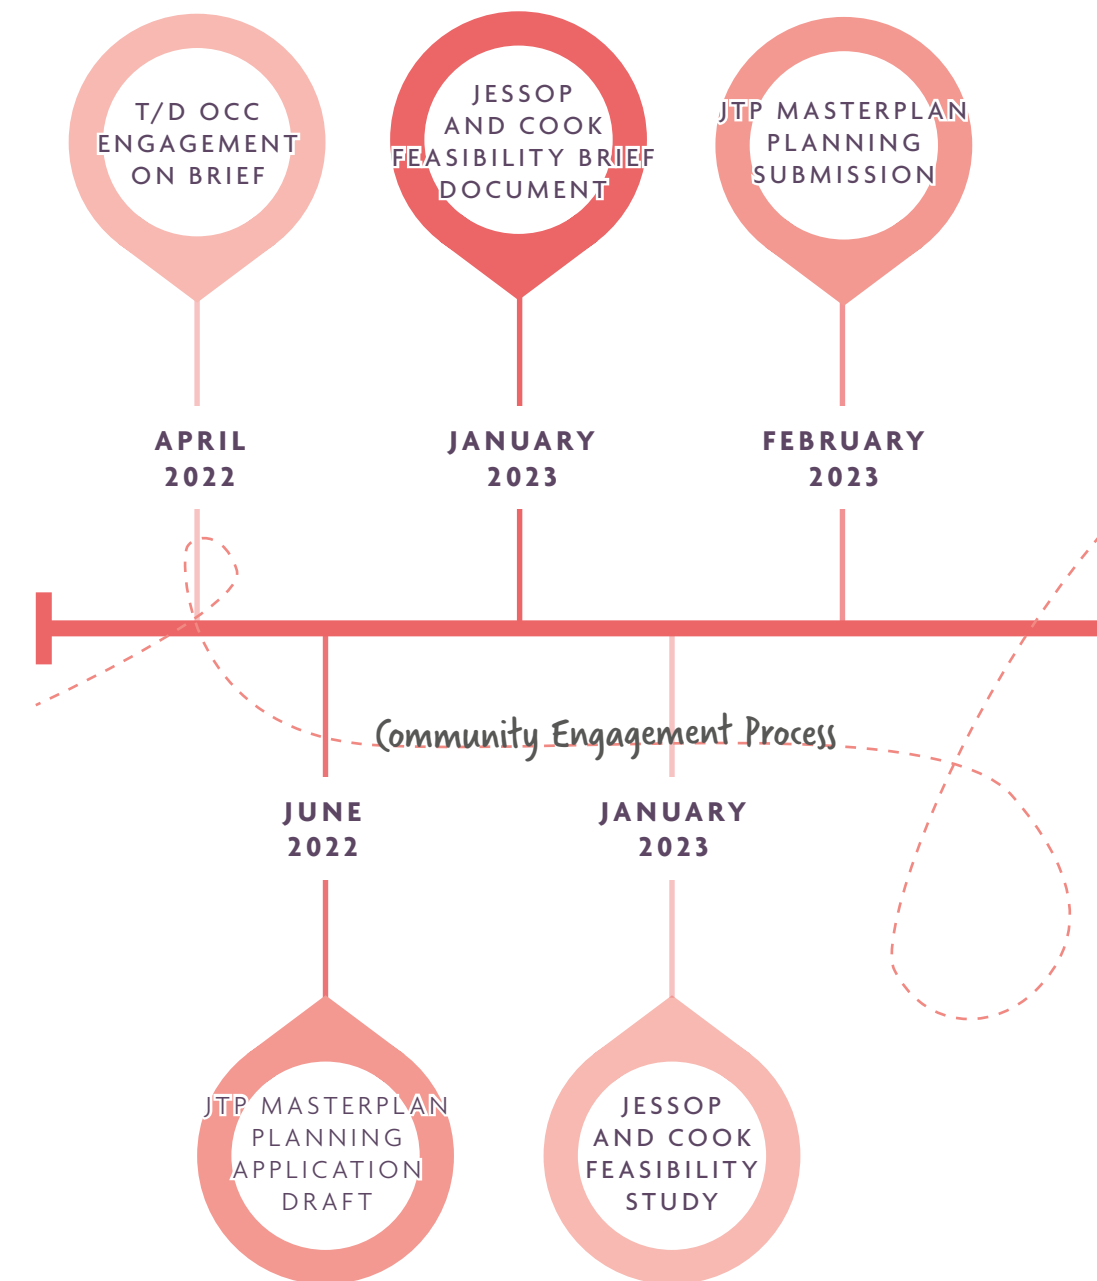 T/D OCC
ENGAGEMENT
ON BRIEF
JESSOP
AND COOK
FEASIBILITY BRIEF
DOCUMENT
JTP MASTERPLAN
PLANNING
SUBMISSION
APRIL
2022
JANUARY
2023
FEBRUARY
2023
Community Engagement Process
JUNE
2022
JANUARY
2023
JTP MASTERPLAN
PLANNING
APPLICATION
DRAFT
JESSOP
AND COOK
FEASIBILITY
STUDY